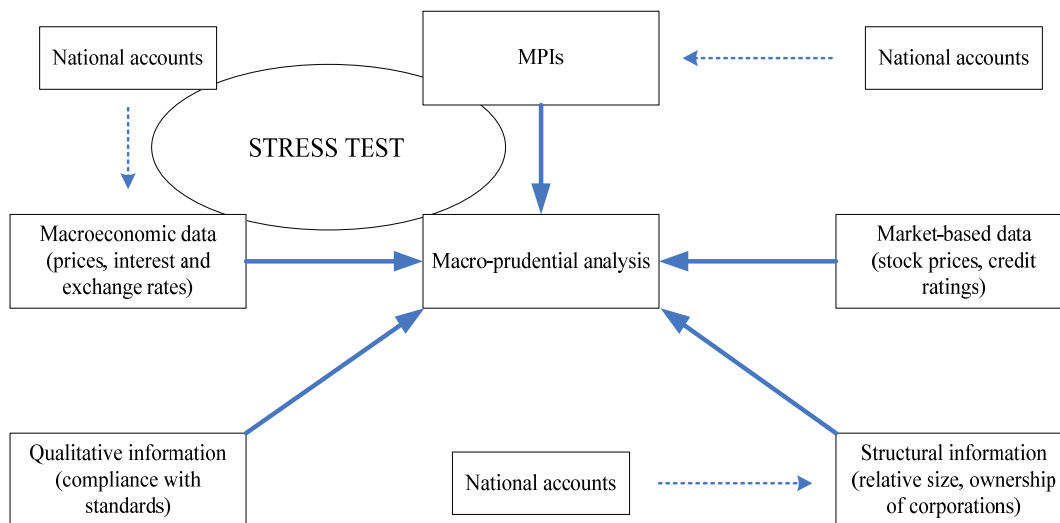 National accounts
MPIs
National accounts
STRESS TEST
Macroeconomic data
(prices, interest and
exchange rates)
Macro-prudential analysis
Market-based data
(stock prices, credit
ratings)
Qualitative information
(compliance with
standards)
National accounts
Structural information
(relative size, ownership
of corporations)